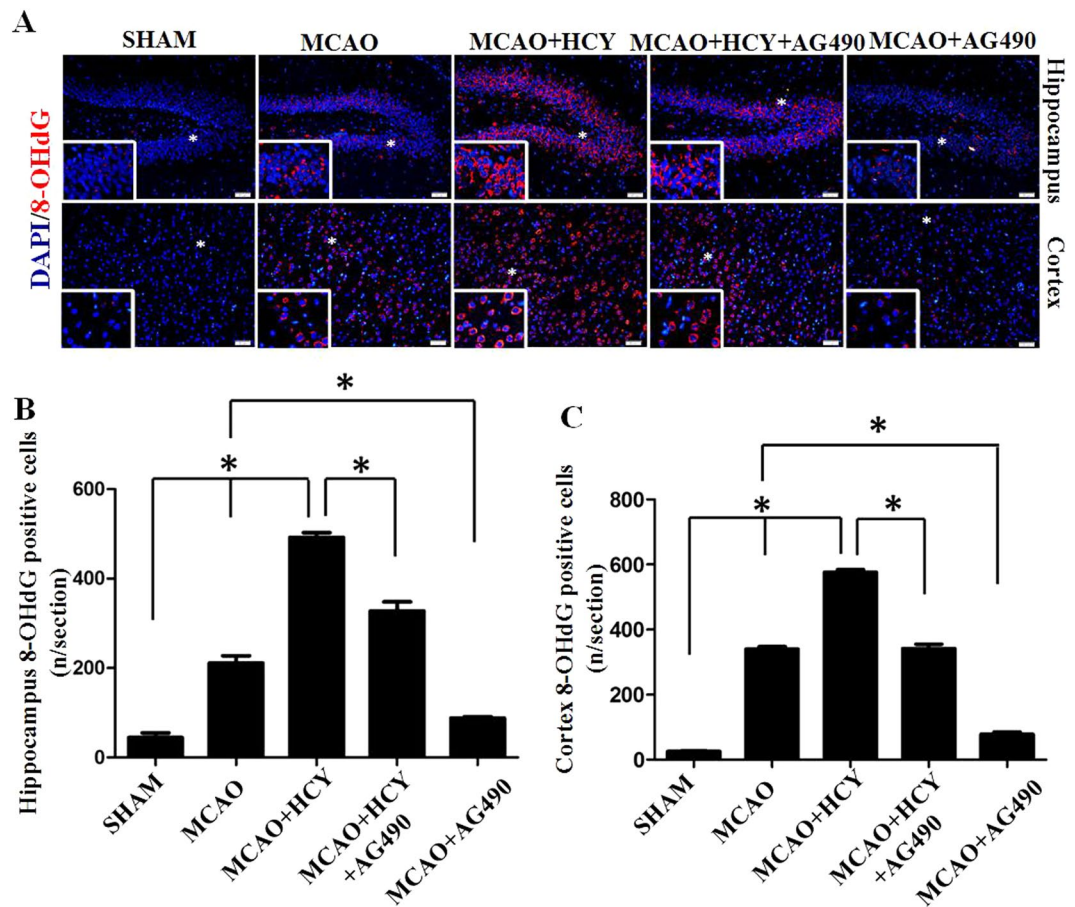 A
SHAM MCAO MCAO+HCY MCAO+HCY+AG490 MCAO+AG490
DAPI/8-OHdG
Hippocampus
Cortex
* * * * *
* * * * *
B
Hippocampus 8-OHdG positive cells
(n/section)
600
400
200
0
*
* *
SHAM
MCAO
MCAO+HCY
MCAO+HCY
+AG490
MCAO+AG490
C
Cortex 8-OHdG positive cells
(n/section)
800
600
400
200
0
*
* *
SHAM
MCAO
MCAO+HCY
MCAO+HCY
+AG490
MCAO+AG490